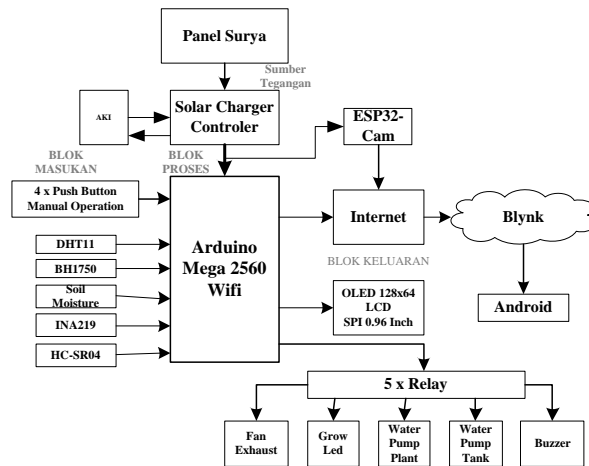 Panel Surya
Sumber
Tegangan
Solar Charger
Controler
AKI
ESP32-
Cam
BLOK
MASUKAN
BLOK
PROSES
4 x Push Button
Manual Operation
Arduino
Mega 2560
Wifi
Internet
Blynk
DHT11
BH1750
Soil
Moisture
INA219
HC-SR04
BLOK KELUARAN
OLED 128x64
LCD
SPI 0.96 Inch
Android
5 x Relay
Fan
Exhaust
Grow
Led
Water
Pump
Plant
Water
Pump
Tank
Buzzer